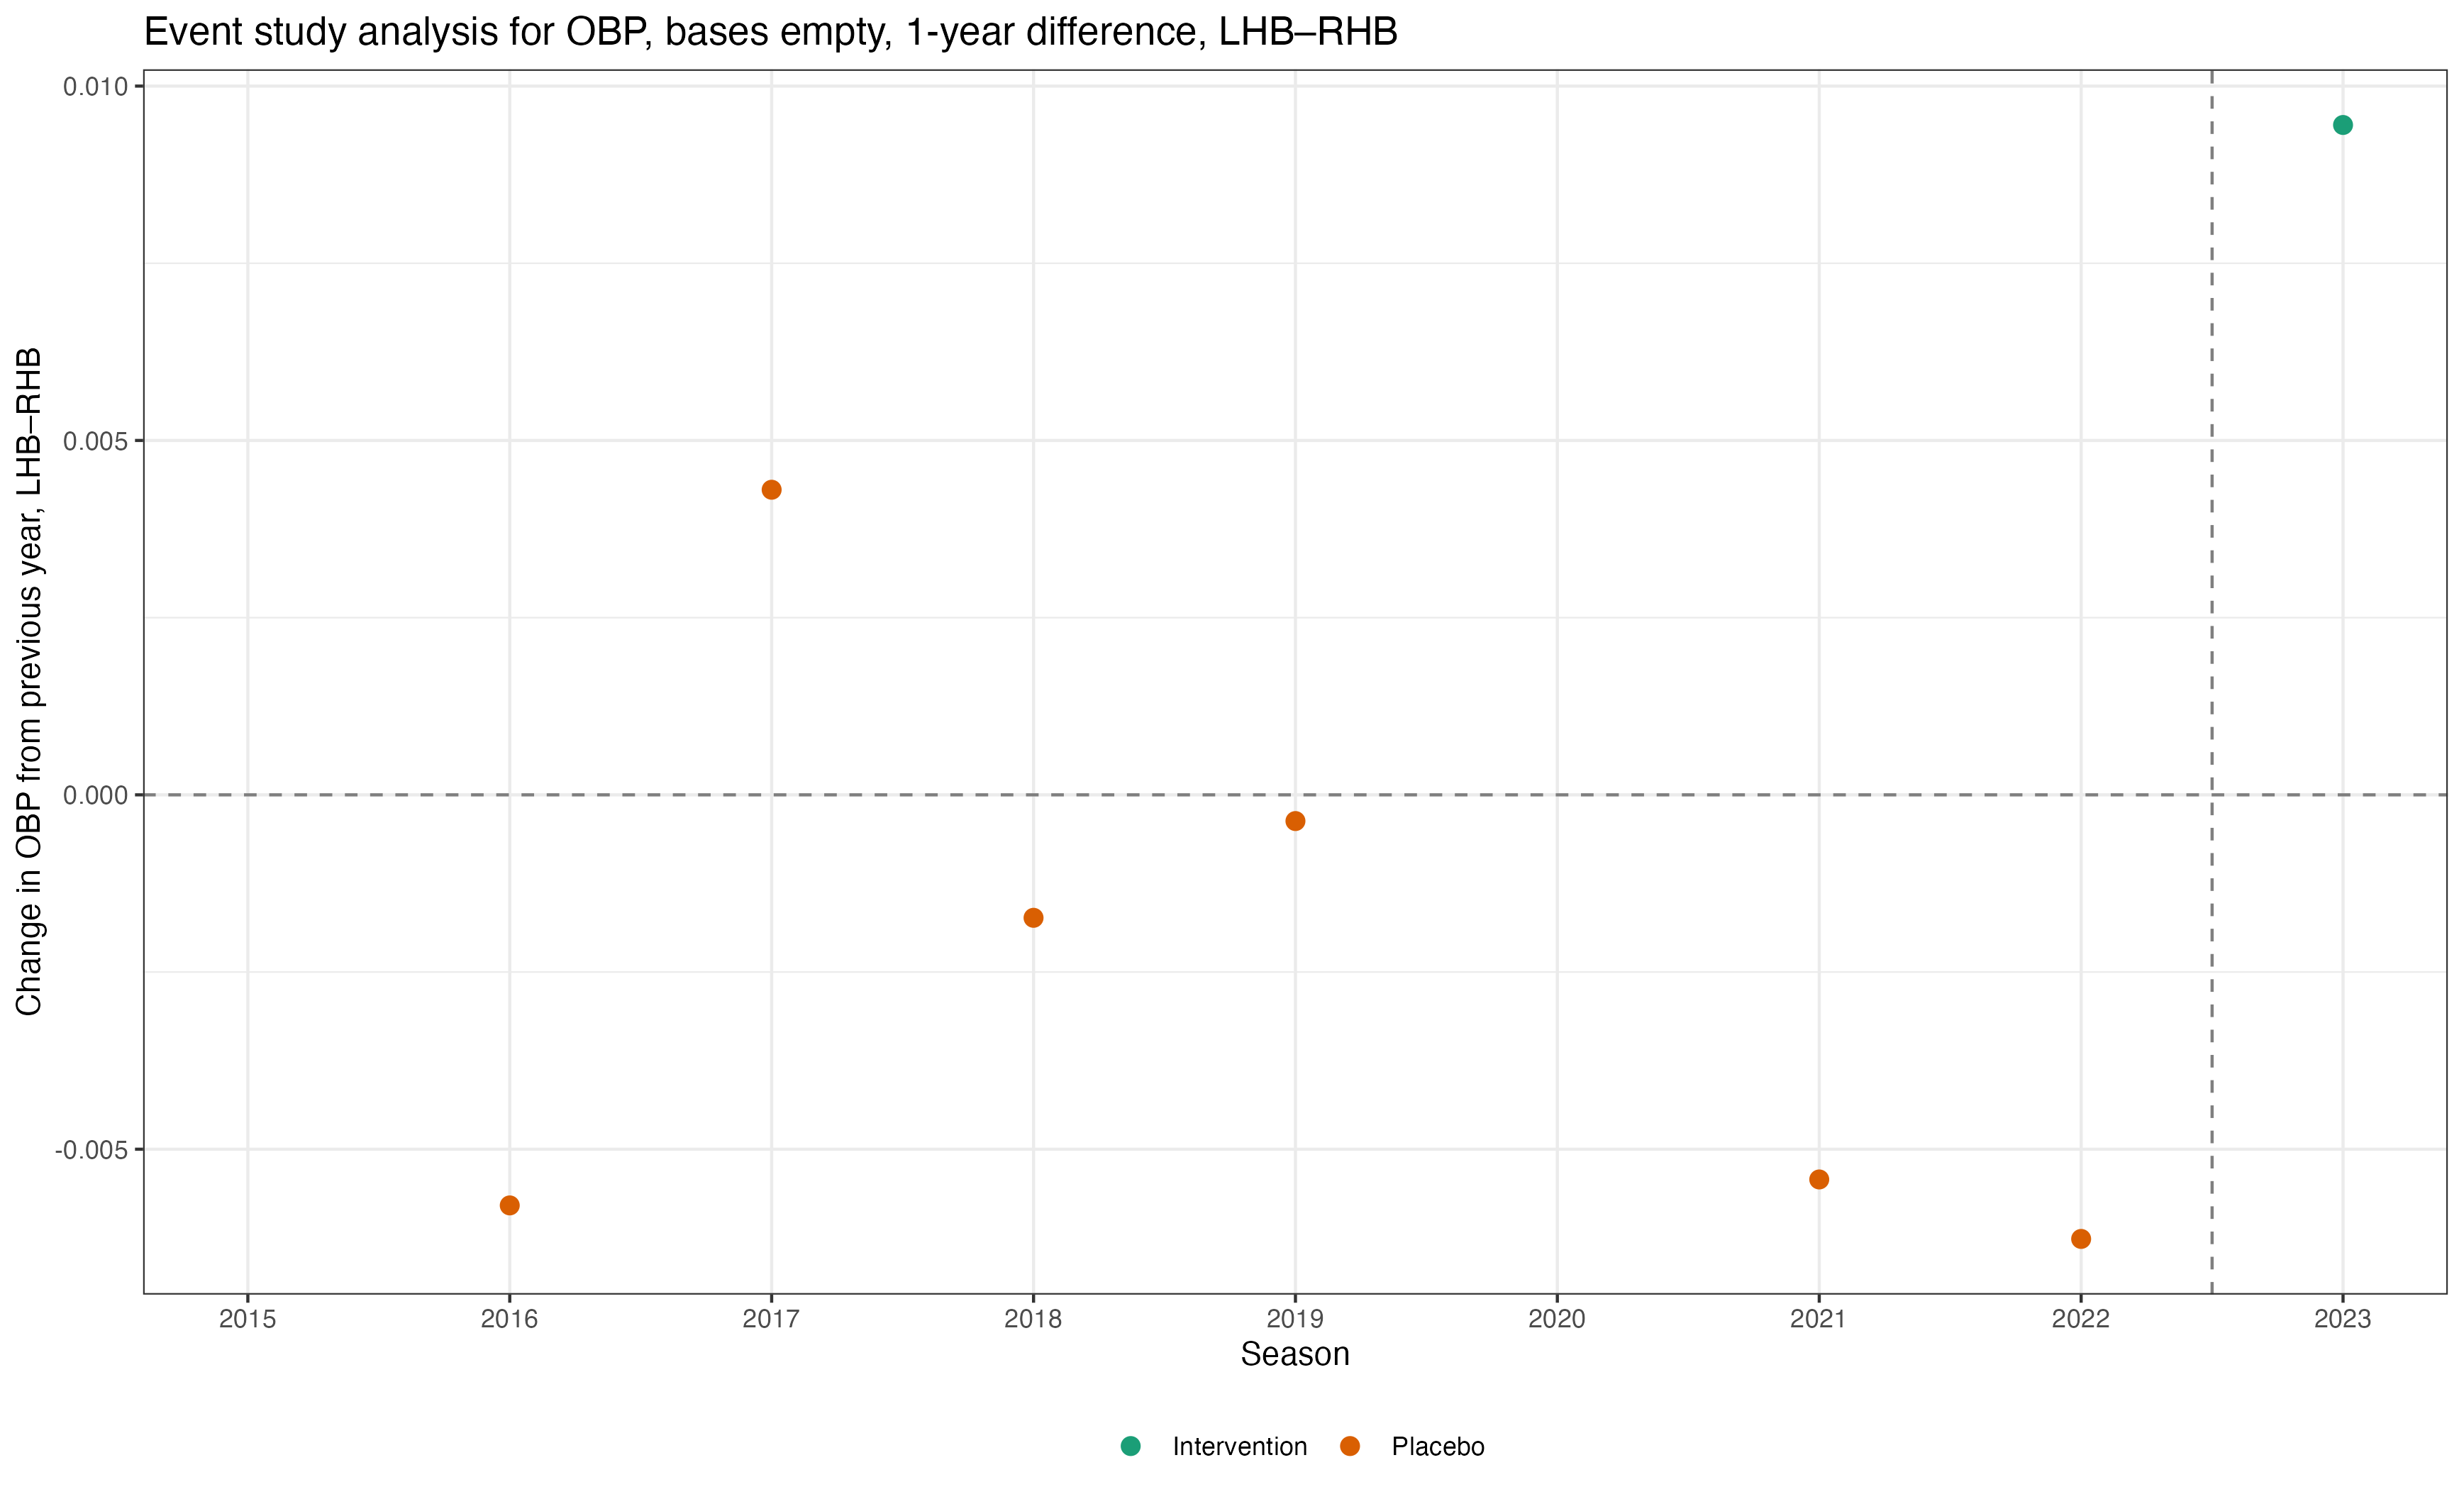 Event study analysis for OBP, bases empty, 1-year difference, LHB–RHB
Change in OBP from previous year, LHB–RHB
0.010
0.005
0.000
-0.005
2015 2016 2017 2018 2019 2020 2021 2022 2023
Season
Intervention Placebo